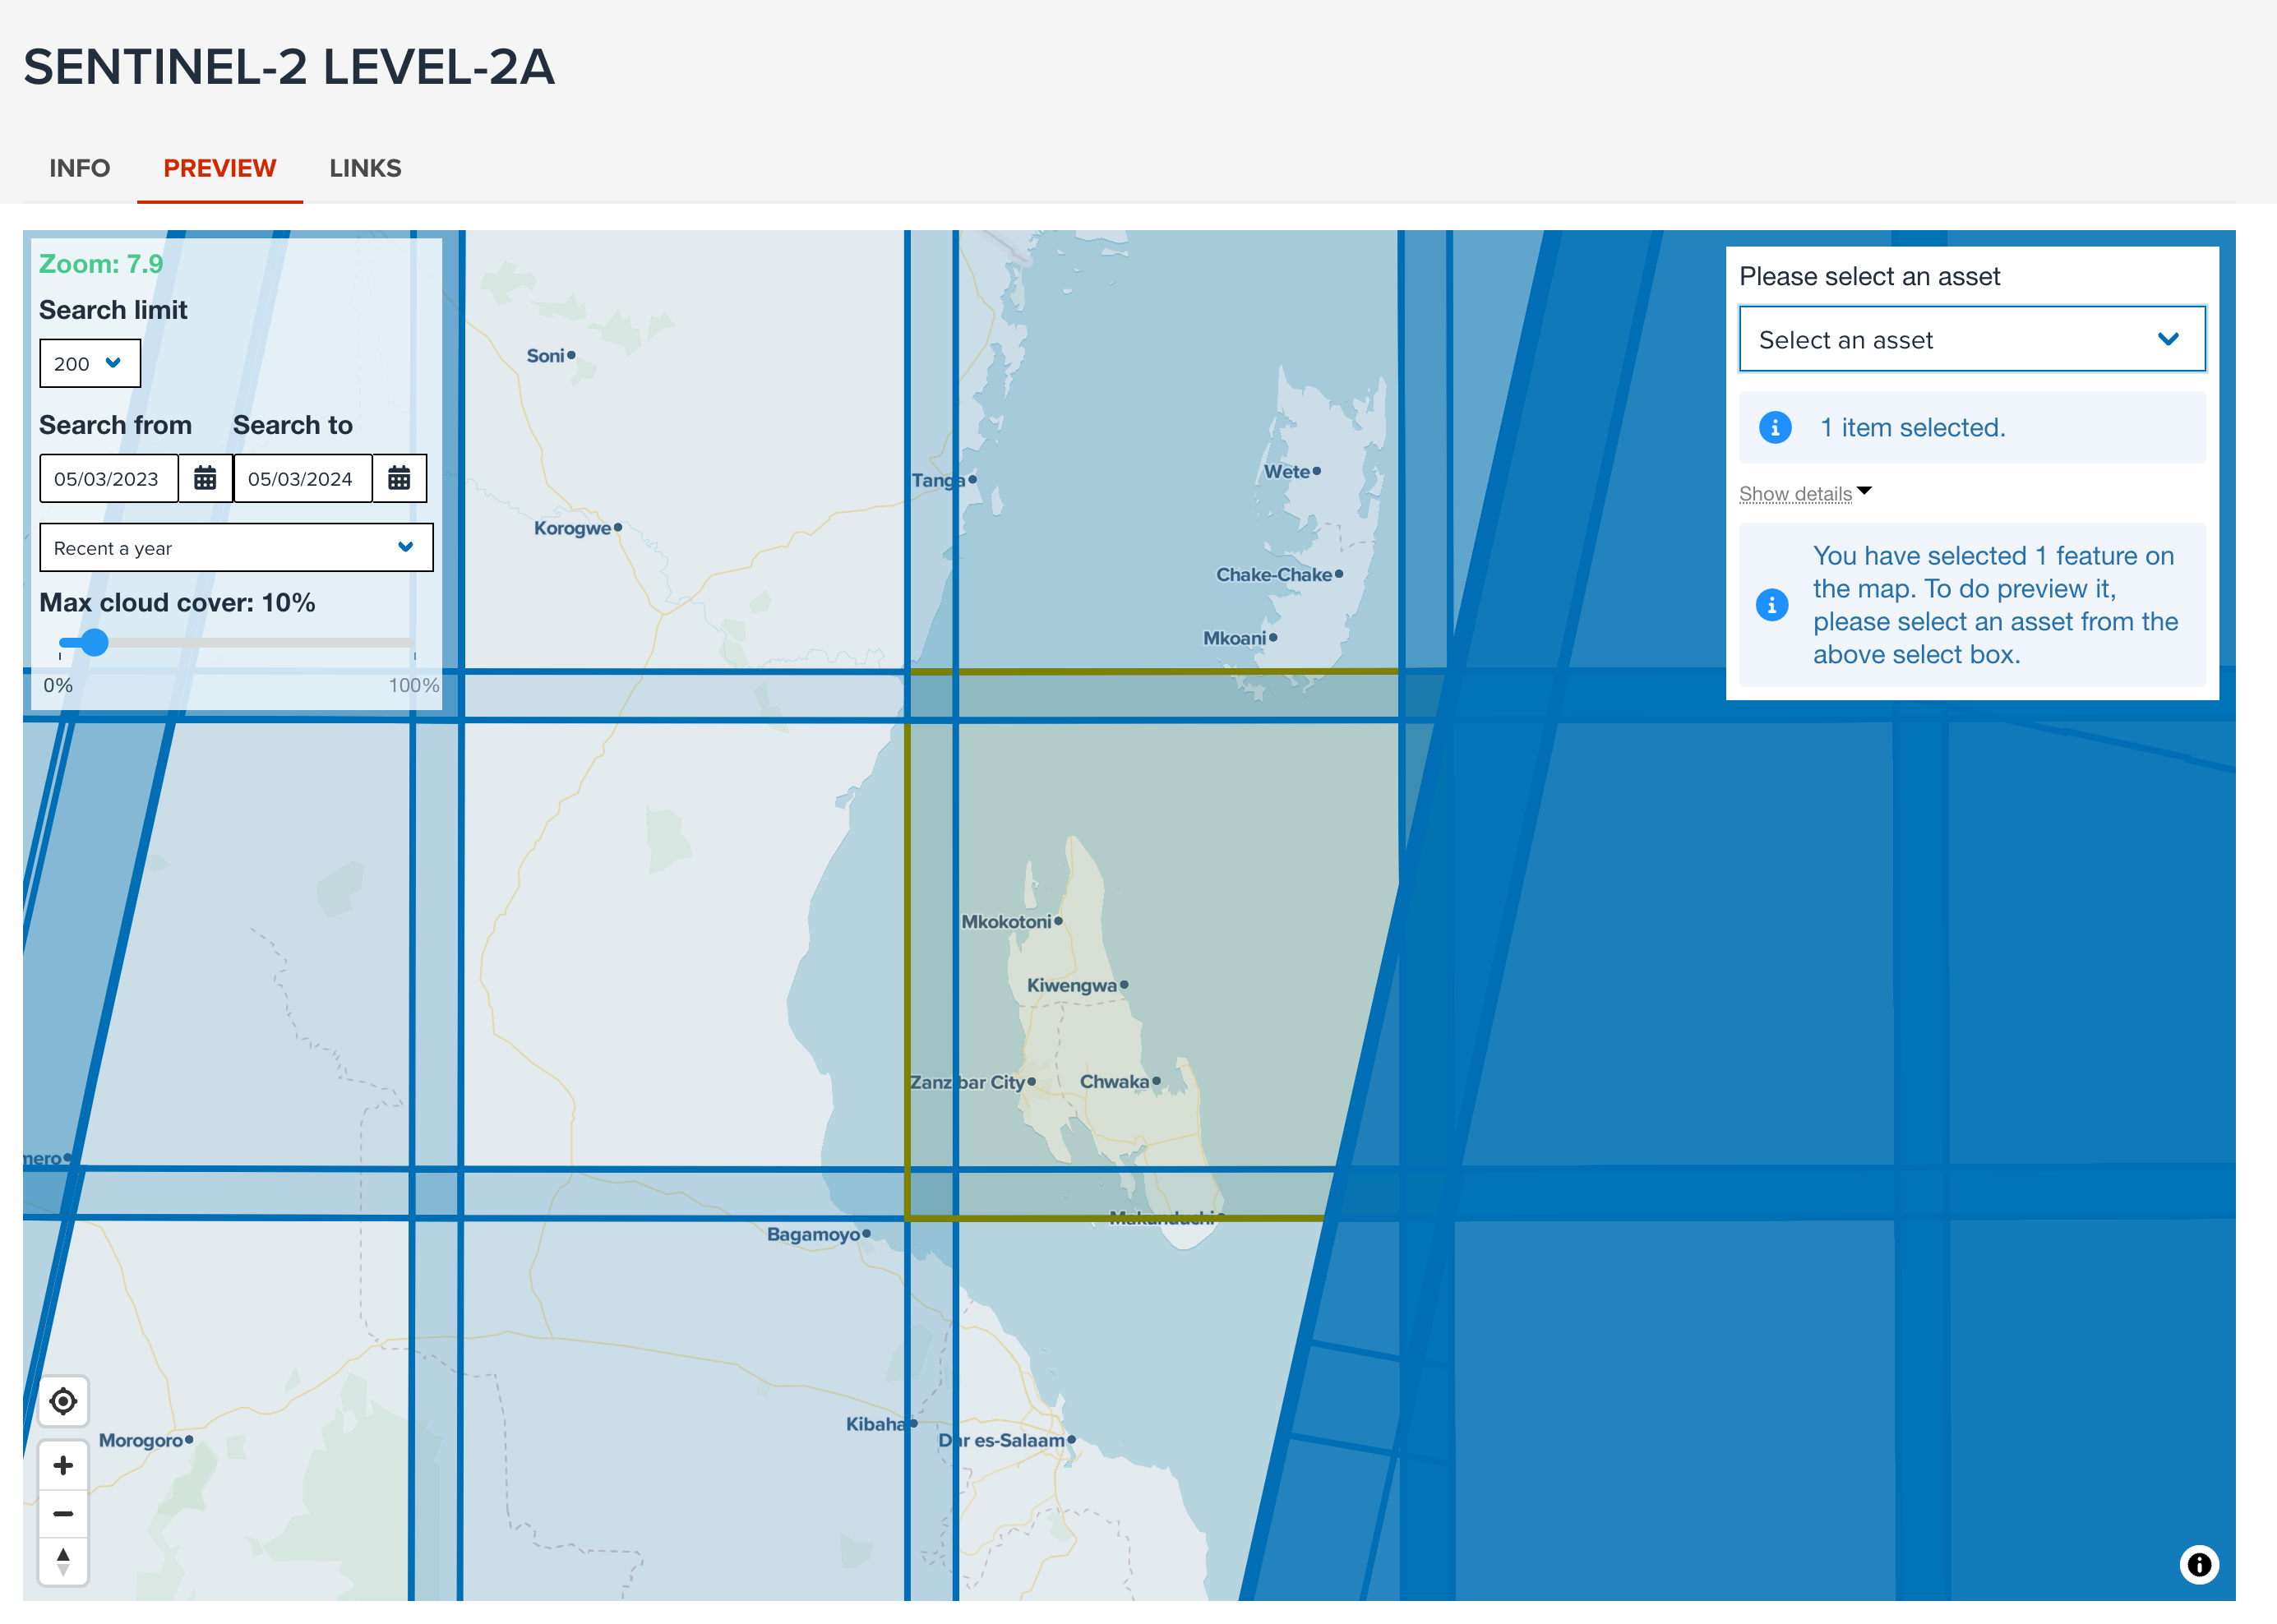 SENTINEL-2 LEVEL-2A
INFO PREVIEW LINKS
Zoom: 7.9
Search limit
200
Search from Search to
05/03/2023 05/03/2024
Recent a year
Max cloud cover: 10%
0% 100%
Please select an asset
Select an asset
1 item selected.
Show details
You have selected 1 feature on
the map. To do preview it,
please select an asset from the
above select box.
Soni
Wete
Tanga
Korogwe
Chake-Chake
Mkoani
Mkokotoni
Kiwengwa
Zanzibar City
Chwaka
mero
Makunduchi
Bagamoyo
Kibaha
Dar es-Salaam
Morogoro